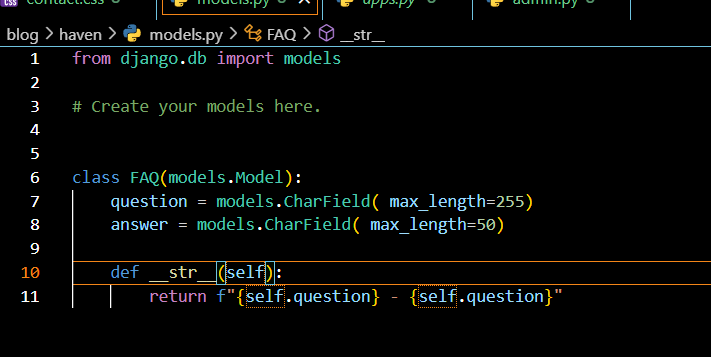 contact.css models.py apps.py admin.py
blog > haven > models.py > FAQ > __str__
1 from django.db import models
2
3 # Create your models here.
4
5
6 class FAQ(models.Model):
7 question = models.CharField( max_length=255)
8 answer = models.CharField( max_length=50)
9
10 def __str__(self):
11 return f"{self.question} - {self.question}"